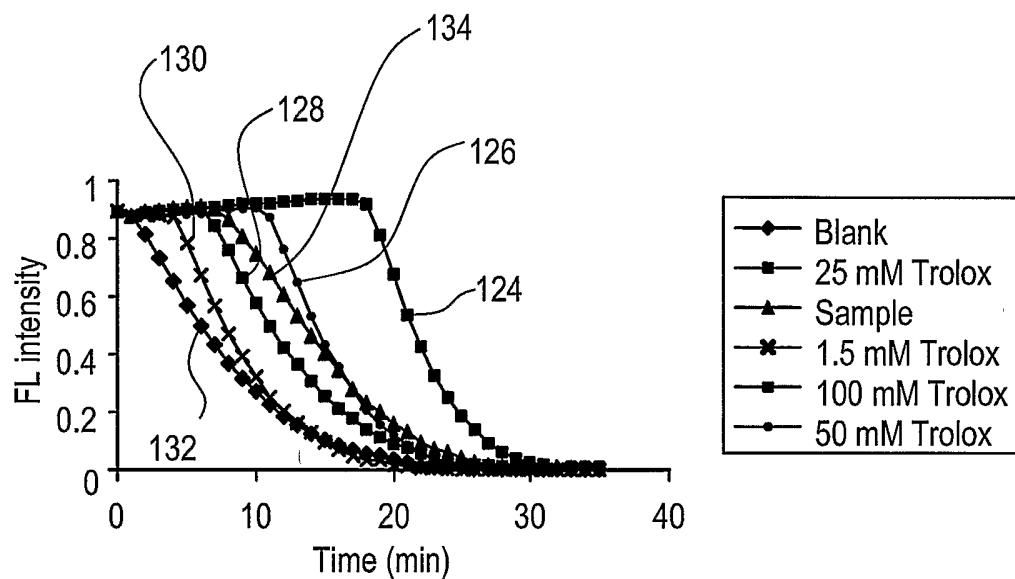 130
128
134
126
124
132
1
0.8
0.6
0.4
0.2
0
FL intensity
0 10 20 30 40
Time (min)
Blank
25 mM Trolox
Sample
1.5 mM Trolox
100 mM Trolox
50 mM Trolox